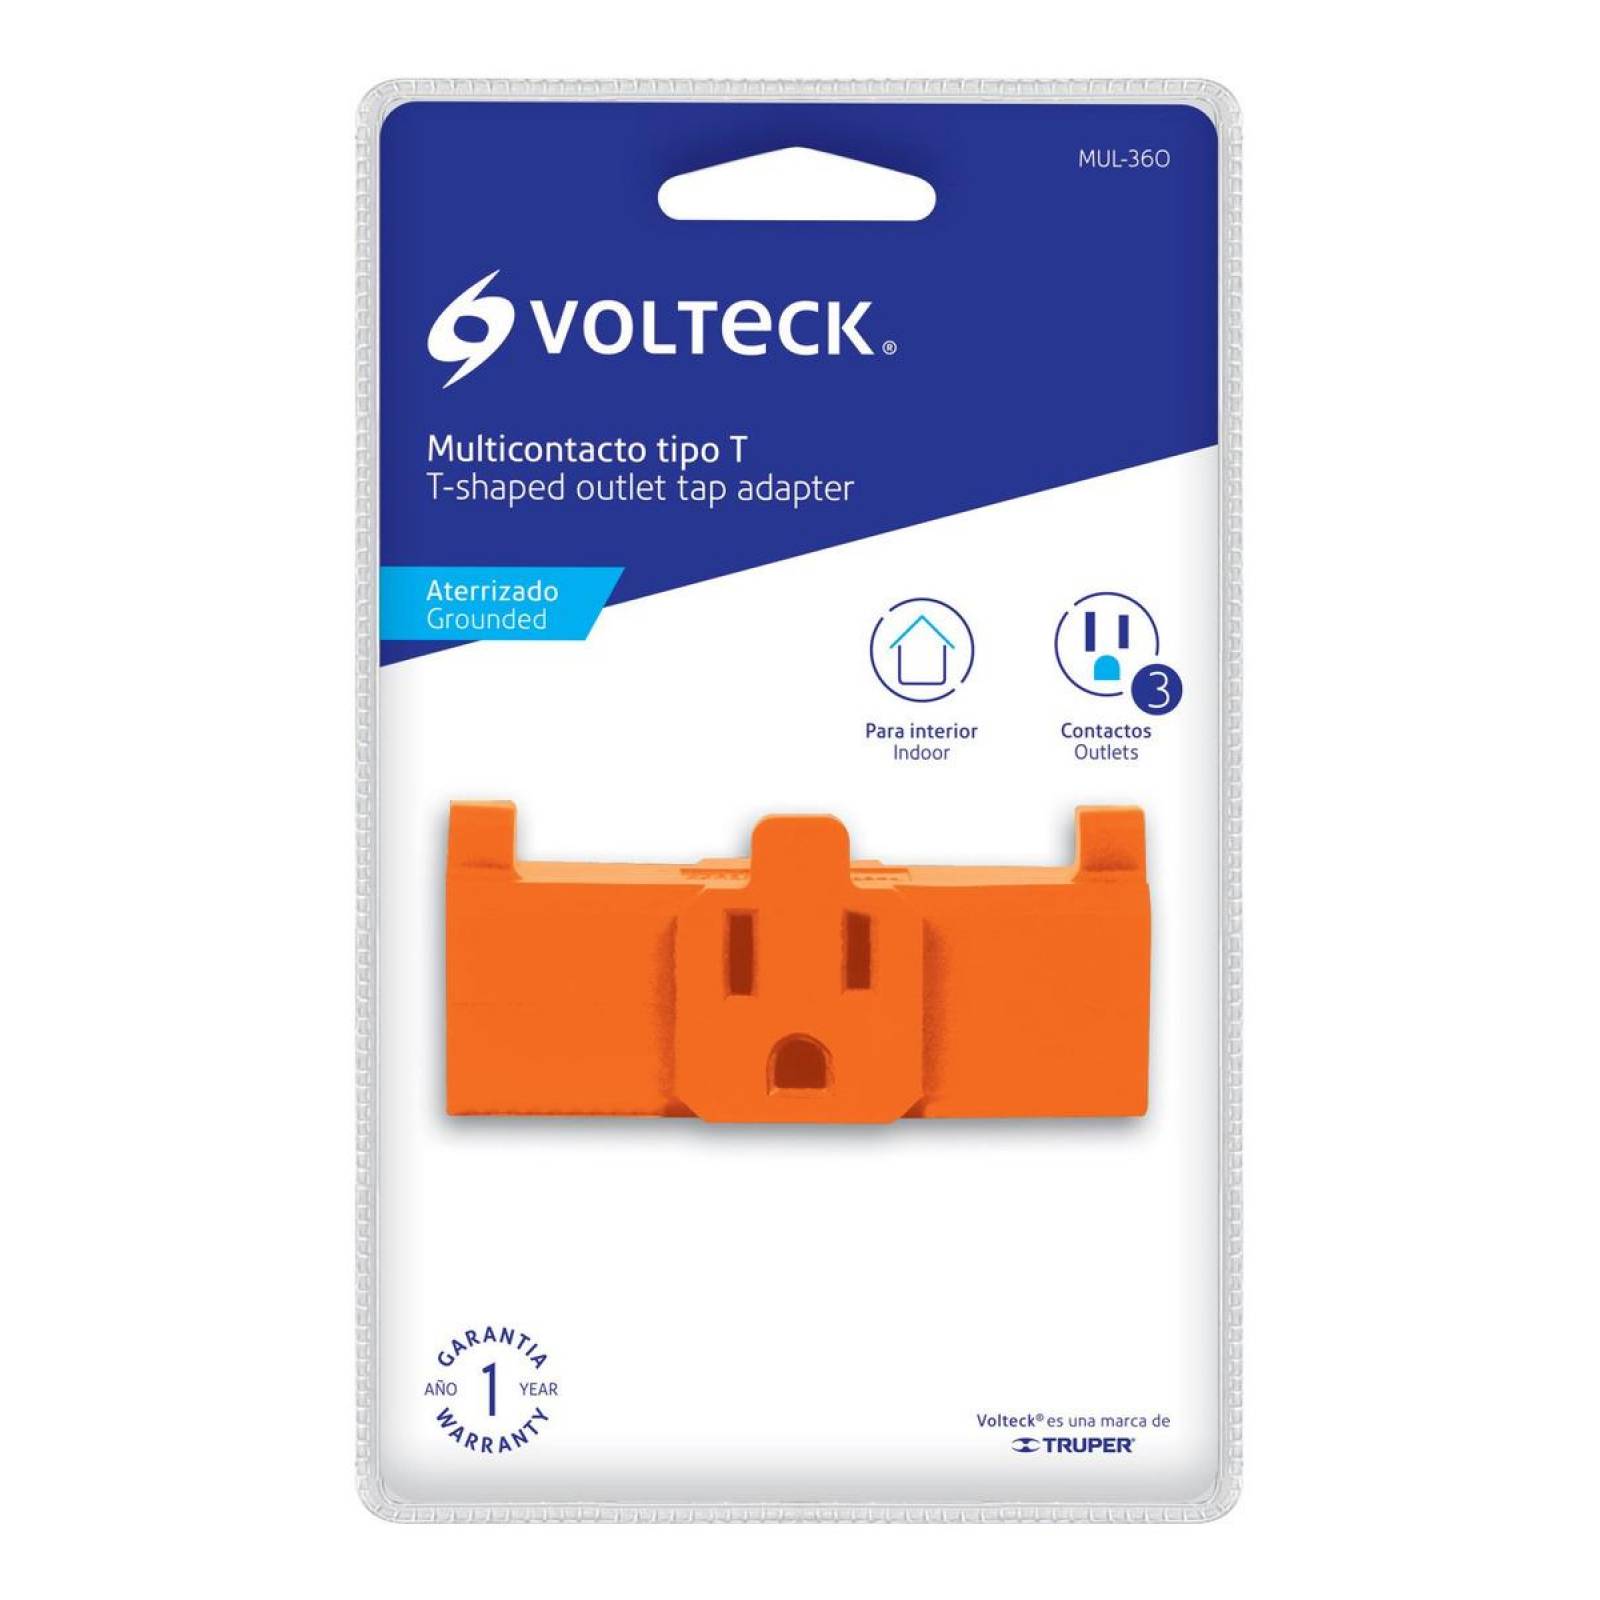 MUL-360
VOLTECK®
Multicontacto tipo T
T-shaped outlet tap adapter
Aterrizado
Grounded
3
Para interior
Indoor
Contactos
Outlets
GARANTIA
AÑO 1 YEAR
WARRANTY
Volteck® es una marca de
TRUPER®